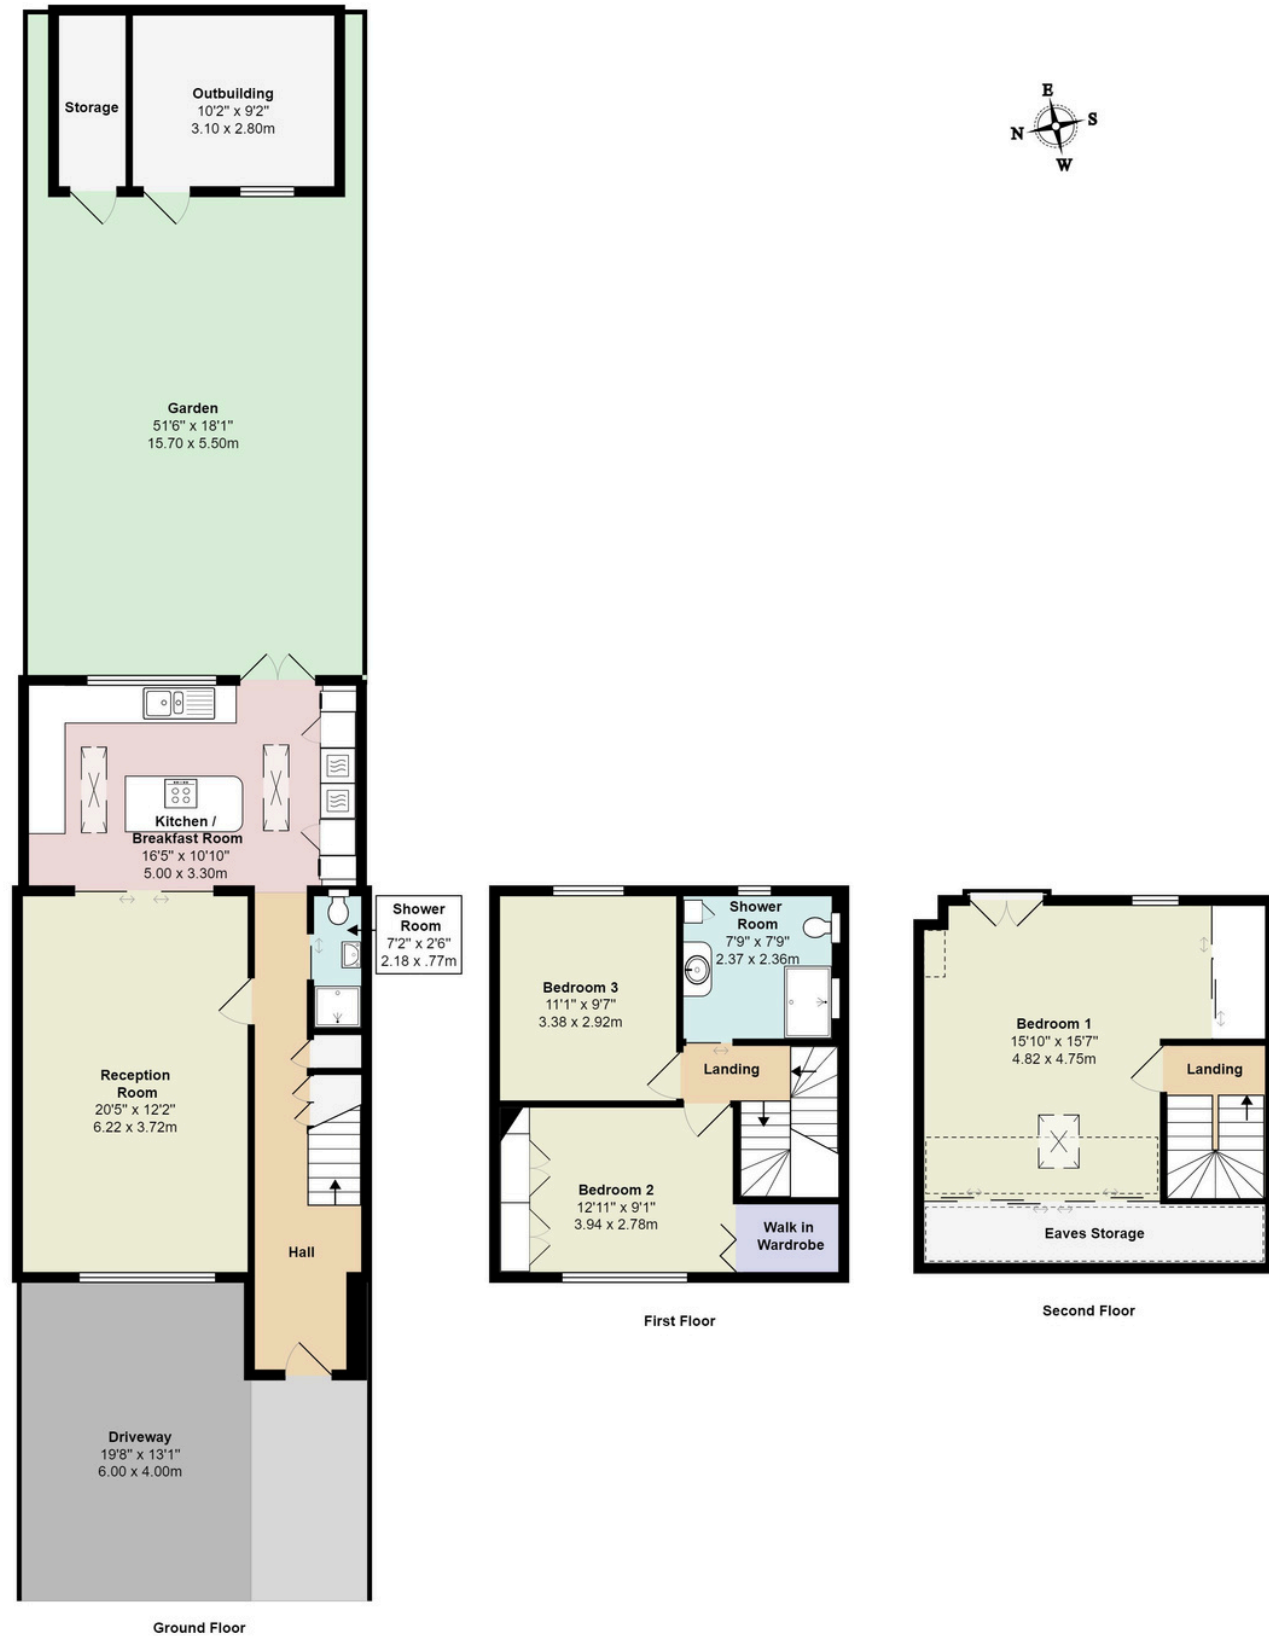 Storage
Outbuilding
10'2" x 9'2"
3.10 x 2.80m
E
N
S
W
Garden
51'6" x 18'1"
15.70 x 5.50m
Kitchen /
Breakfast Room
16'5" x 10'10"
5.00 x 3.30m
Shower
Room
7'2" x 2'6"
2.18 x .77m
Reception
Room
20'5" x 12'2"
6.22 x 3.72m
Hall
Driveway
19'8" x 13'1"
6.00 x 4.00m
Ground Floor
Shower
Room
7'9" x 7'9"
2.37 x 2.36m
Bedroom 3
11'1" x 9'7"
3.38 x 2.92m
Landing
Bedroom 2
12'11" x 9'1"
3.94 x 2.78m
Walk in
Wardrobe
First Floor
Bedroom 1
15'10" x 15'7"
4.82 x 4.75m
Landing
Eaves Storage
Second Floor